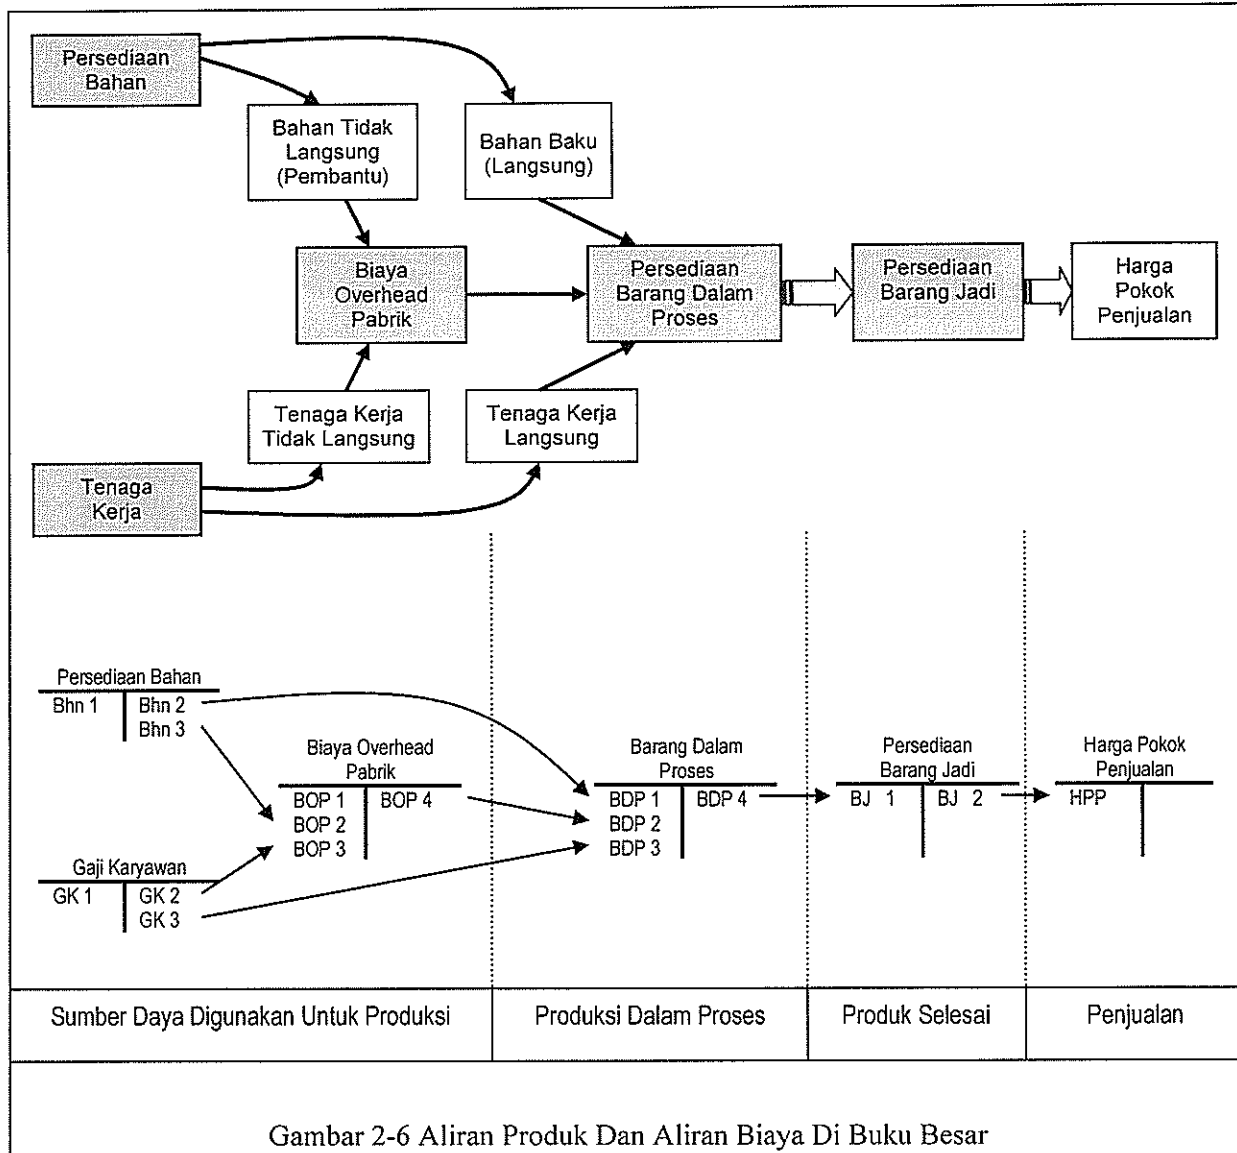 Persediaan
Bahan
Bahan Tidak
Langsung
(Pembantu)
Bahan Baku
(Langsung)
Biaya
Overhead
Pabrik
Persediaan
Barang Dalam
Proses
Persediaan
Barang Jadi
Harga
Pokok
Penjualan
Tenaga Kerja
Tidak Langsung
Tenaga Kerja
Langsung
Tenaga
Kerja
Persediaan Bahan
Bhn 1
Bhn 2
Bhn 3
Biaya Overhead
Pabrik
BOP 1
BOP 4
BOP 2
BOP 3
Barang Dalam
Proses
BDP 1
BDP 4
BDP 2
BDP 3
Persediaan
Barang Jadi
BJ 1
BJ 2
Harga Pokok
Penjualan
HPP
Gaji Karyawan
GK 1
GK 2
GK 3
Sumber Daya Digunakan Untuk Produksi
Produksi Dalam Proses
Produk Selesai
Penjualan
Gambar 2-6 Aliran Produk Dan Aliran Biaya Di Buku Besar